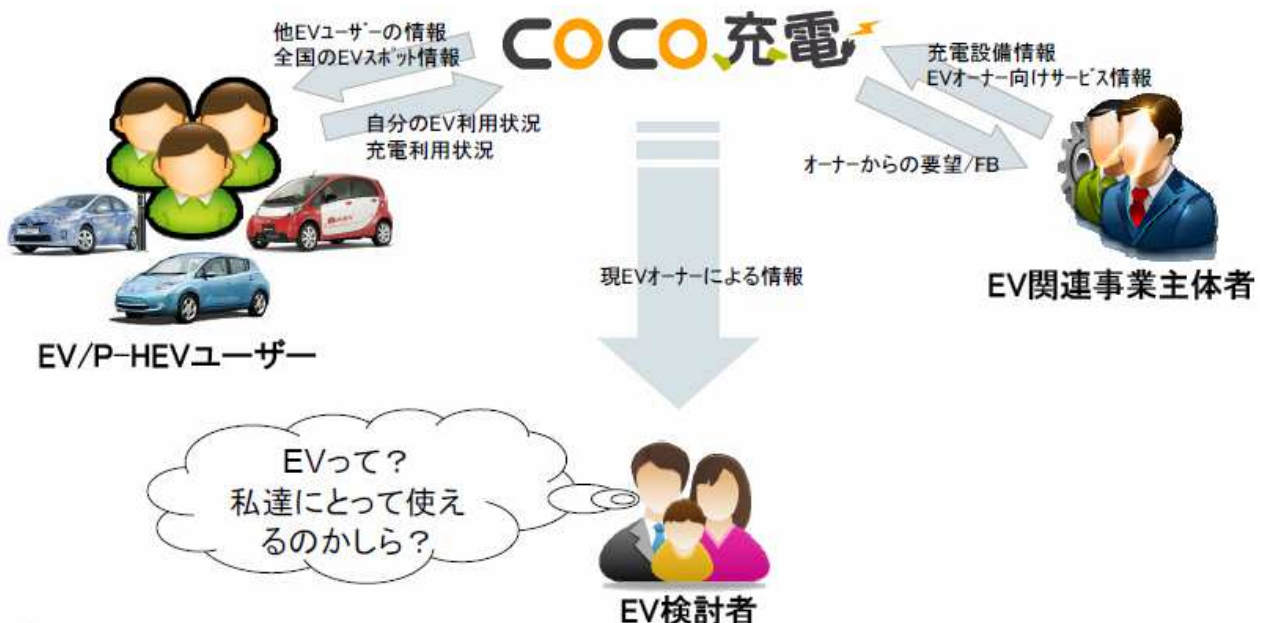 COCO充電
他EVユーザーの情報
全国のEVスポット情報
自分のEV利用状況
充電利用状況
充電設備情報
EVオーナー向けサービス情報
オーナーからの要望/FB
現EVオーナーによる情報
EV/P-HEVユーザー
EV関連事業主体者
EVって？
私達にとって使え
るのかしら？
EV検討者